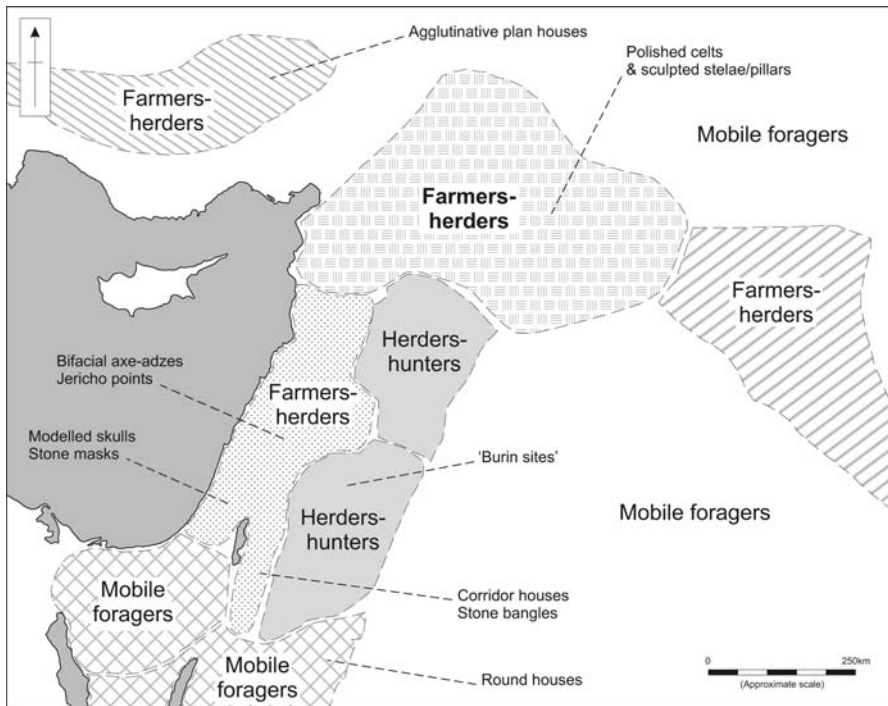 Agglutinative plan houses
Polished celts
& sculpted stelae/pillars
Farmers-
herders
Mobile foragers
Farmers-
herders
Farmers-
herders
Herders-
hunters
Bifacial axe-adzes
Jericho points
Farmers-
herders
Modelled skulls
Stone masks
‘Burin sites’
Herders-
hunters
Mobile foragers
Mobile
foragers
Corridor houses
Stone bangles
Mobile
foragers
Round houses
0
250km
(Approximate scale)